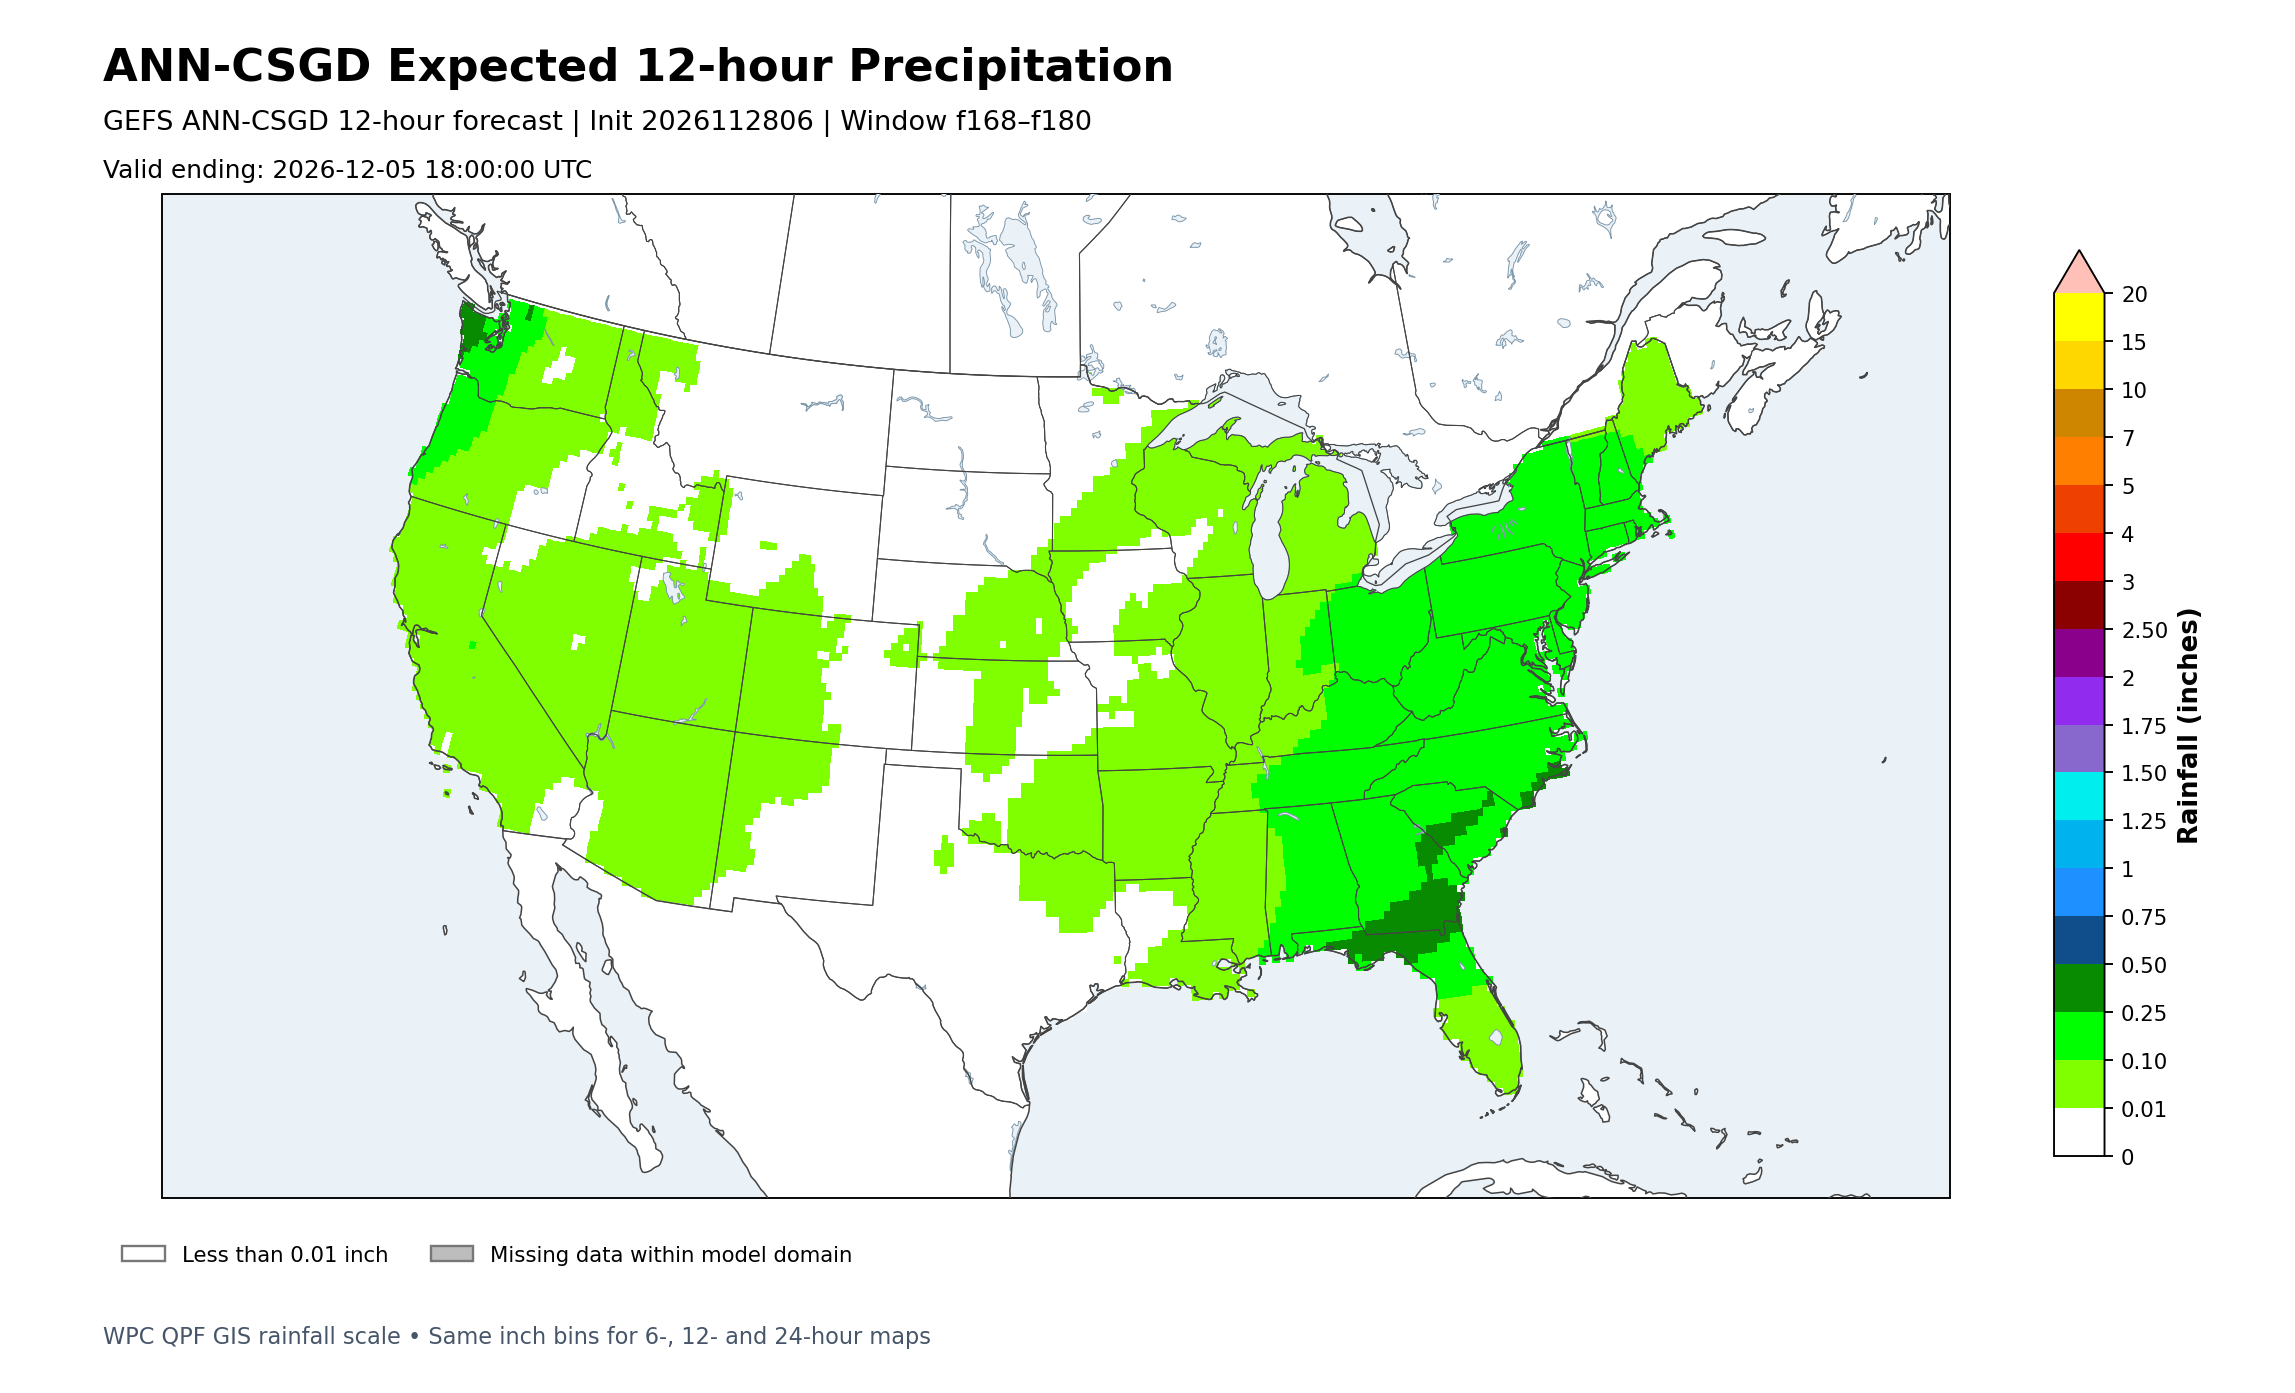 ANN-CSGD Expected 12-hour Precipitation
GEFS ANN-CSGD 12-hour forecast | Init 2026112806 | Window f168–f180
Valid ending: 2026-12-05 18:00:00 UTC
20
15
10
7
5
4
3
2.50
2
1.75
1.50
1.25
1
0.75
0.50
0.25
0.10
0.01
0
Rainfall (inches)
Less than 0.01 inch
Missing data within model domain
WPC QPF GIS rainfall scale • Same inch bins for 6-, 12- and 24-hour maps